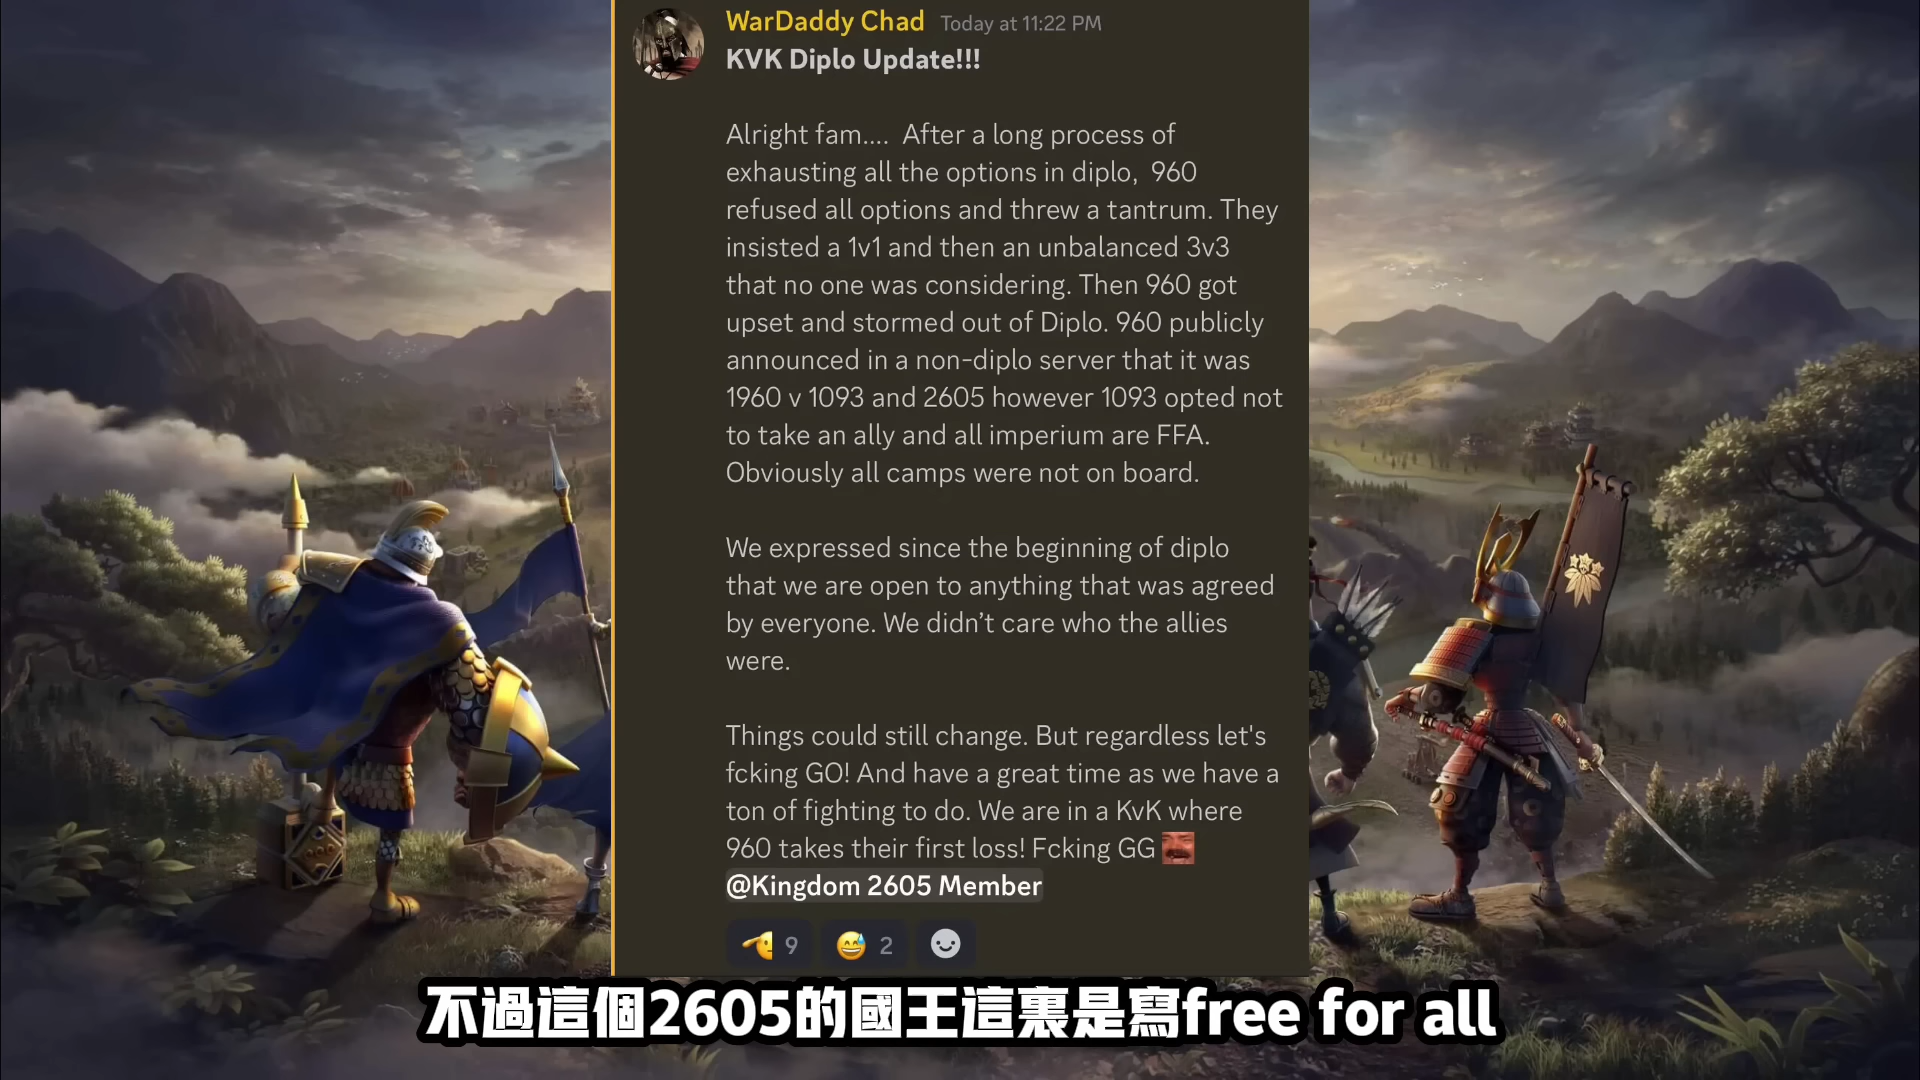 WarDaddy Chad Today at 11:22 PM
KVK Diplo Update!!!
Alright fam.... After a long process of
exhausting all the options in diplo, 960
refused all options and threw a tantrum. They
insisted a 1v1 and then an unbalanced 3v3
that no one was considering. Then 960 got
upset and stormed out of Diplo. 960 publicly
announced in a non-diplo server that it was
1960 v 1093 and 2605 however 1093 opted not
to take an ally and all imperium are FFA.
Obviously all camps were not on board.
We expressed since the beginning of diplo
that we are open to anything that was agreed
by everyone. We didn't care who the allies
were.
Things could still change. But regardless let's
fcking GO! And have a great time as we have a
ton of fighting to do. We are in a KvK where
960 takes their first loss! Fcking GG
@Kingdom 2605 Member
9 2
不過這個2605的國王這裏是寫free for all